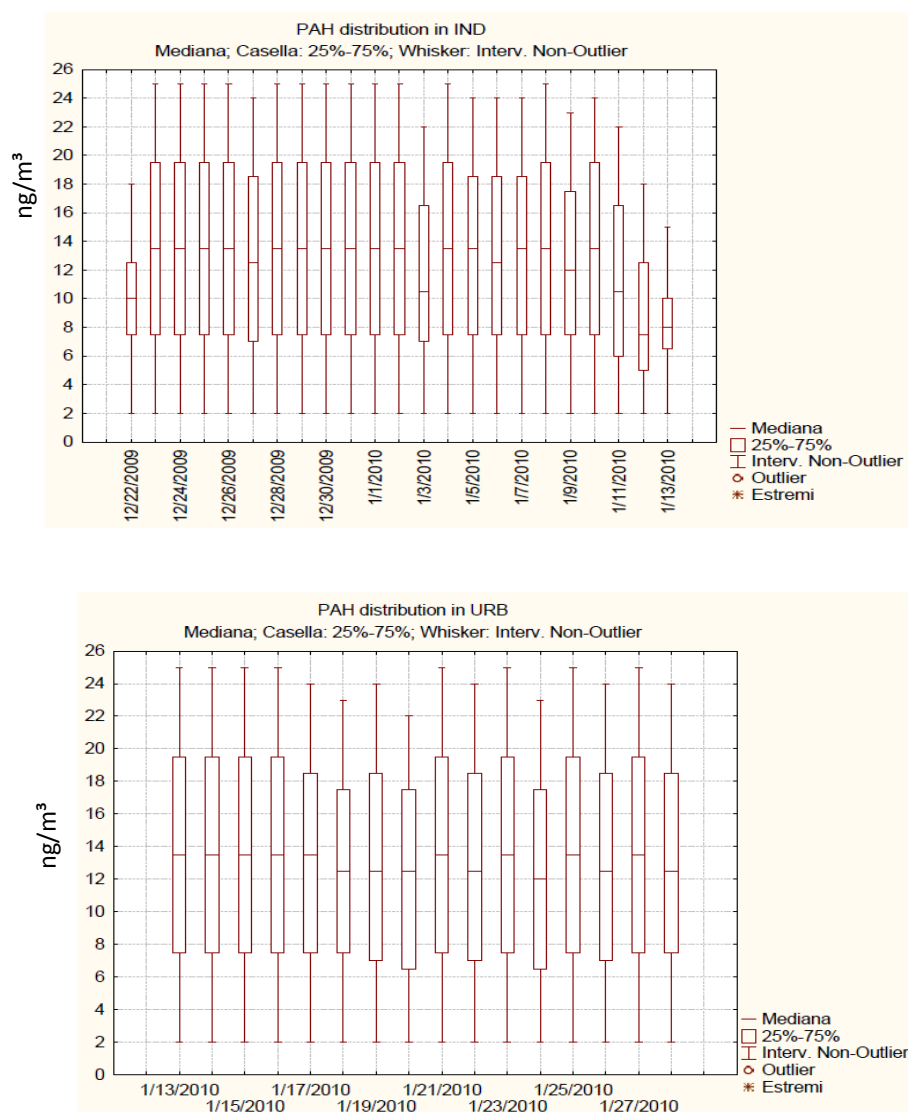 PAH distribution in IND
Mediana; Casella: 25%-75%; Whisker: Interv. Non-Outlier
26
24
22
20
18
16
14
12
10
8
6
4
2
0
ng/m³
12/22/2009
12/24/2009
12/26/2009
12/28/2009
12/30/2009
1/1/2010
1/3/2010
1/5/2010
1/7/2010
1/9/2010
1/11/2010
1/13/2010
Mediana
25%-75%
Interv. Non-Outlier
Outlier
Estremi
PAH distribution in URB
Mediana; Casella: 25%-75%; Whisker: Interv. Non-Outlier
26
24
22
20
18
16
14
12
10
8
6
4
2
0
ng/m³
1/13/2010 1/17/2010 1/21/2010 1/25/2010
1/15/2010 1/19/2010 1/23/2010 1/27/2010
Mediana
25%-75%
Interv. Non-Outlier
Outlier
Estremi